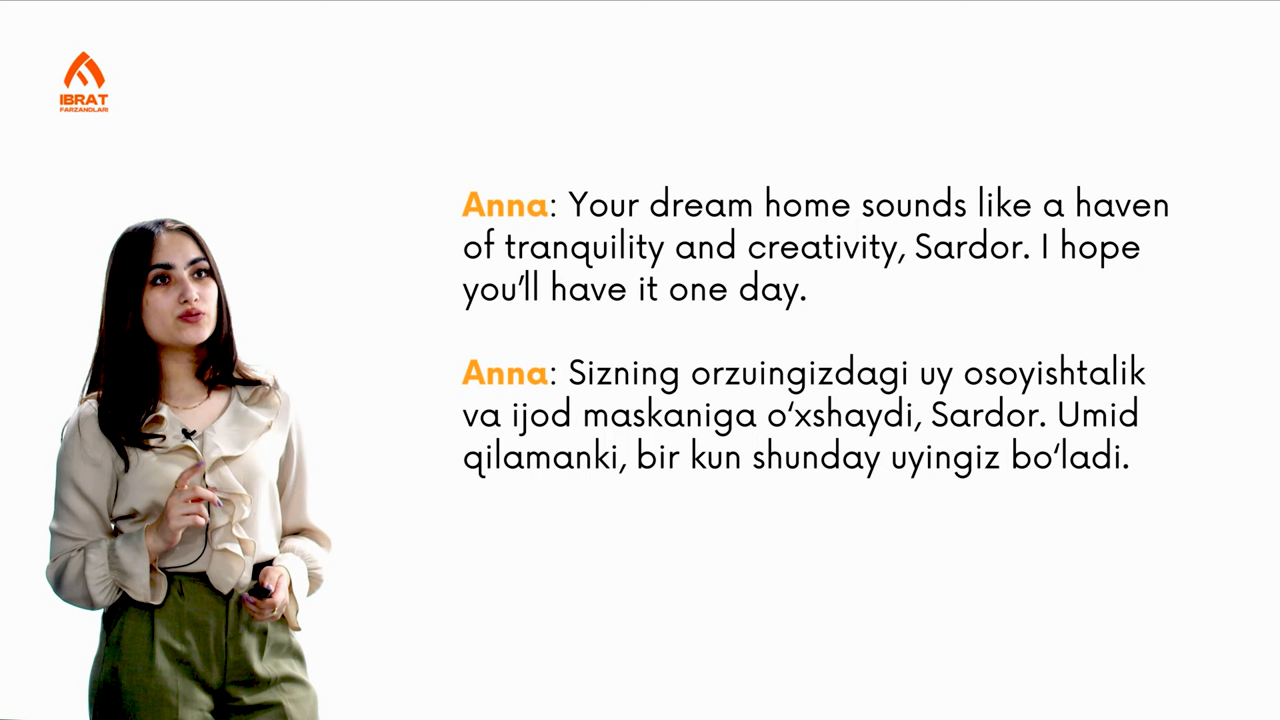 IBRAT
FARZANDLARI
Anna: Your dream home sounds like a haven
of tranquility and creativity, Sardor. I hope
you'll have it one day.
Anna: Sizning orzuingizdagi uy osoyishtalik
va ijod maskaniga o‘xshaydi, Sardor. Umid
qilamanki, bir kun shunday uyingiz bo‘ladi.